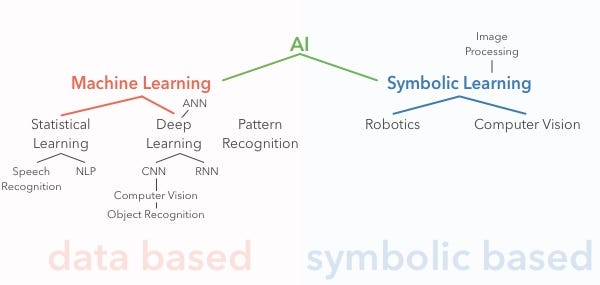 AI
Image
Processing
Machine Learning
Symbolic Learning
ANN
Statistical
Learning
Deep
Learning
Pattern
Recognition
Robotics
Computer Vision
Speech
Recognition
NLP
CNN
RNN
Computer Vision
Object Recognition
data based
symbolic based